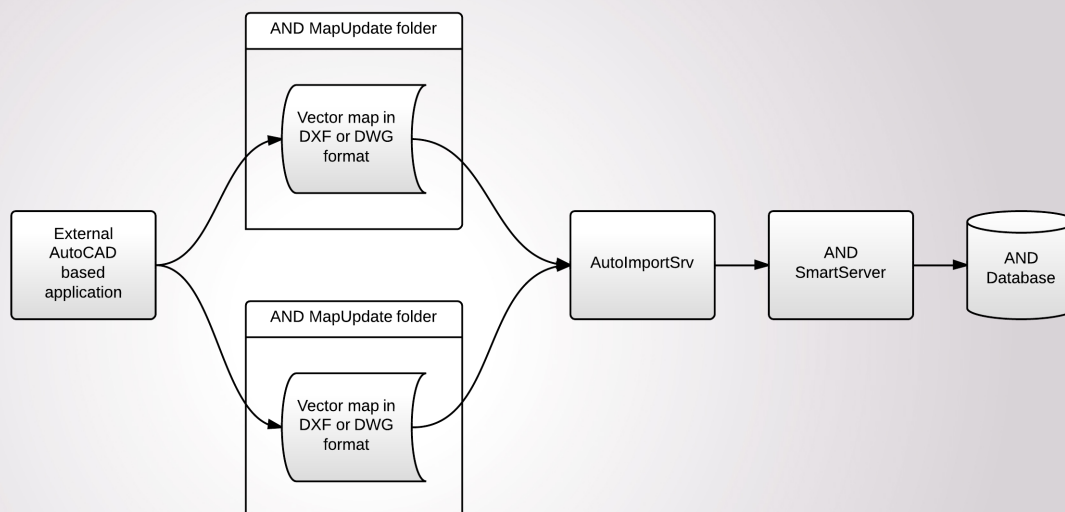 AND MapUpdate folder
Vector map in
DXF or DWG
format
External
AutoCAD
based
application
AutoImportSrv
AND
SmartServer
AND
Database
AND MapUpdate folder
Vector map in
DXF or DWG
format